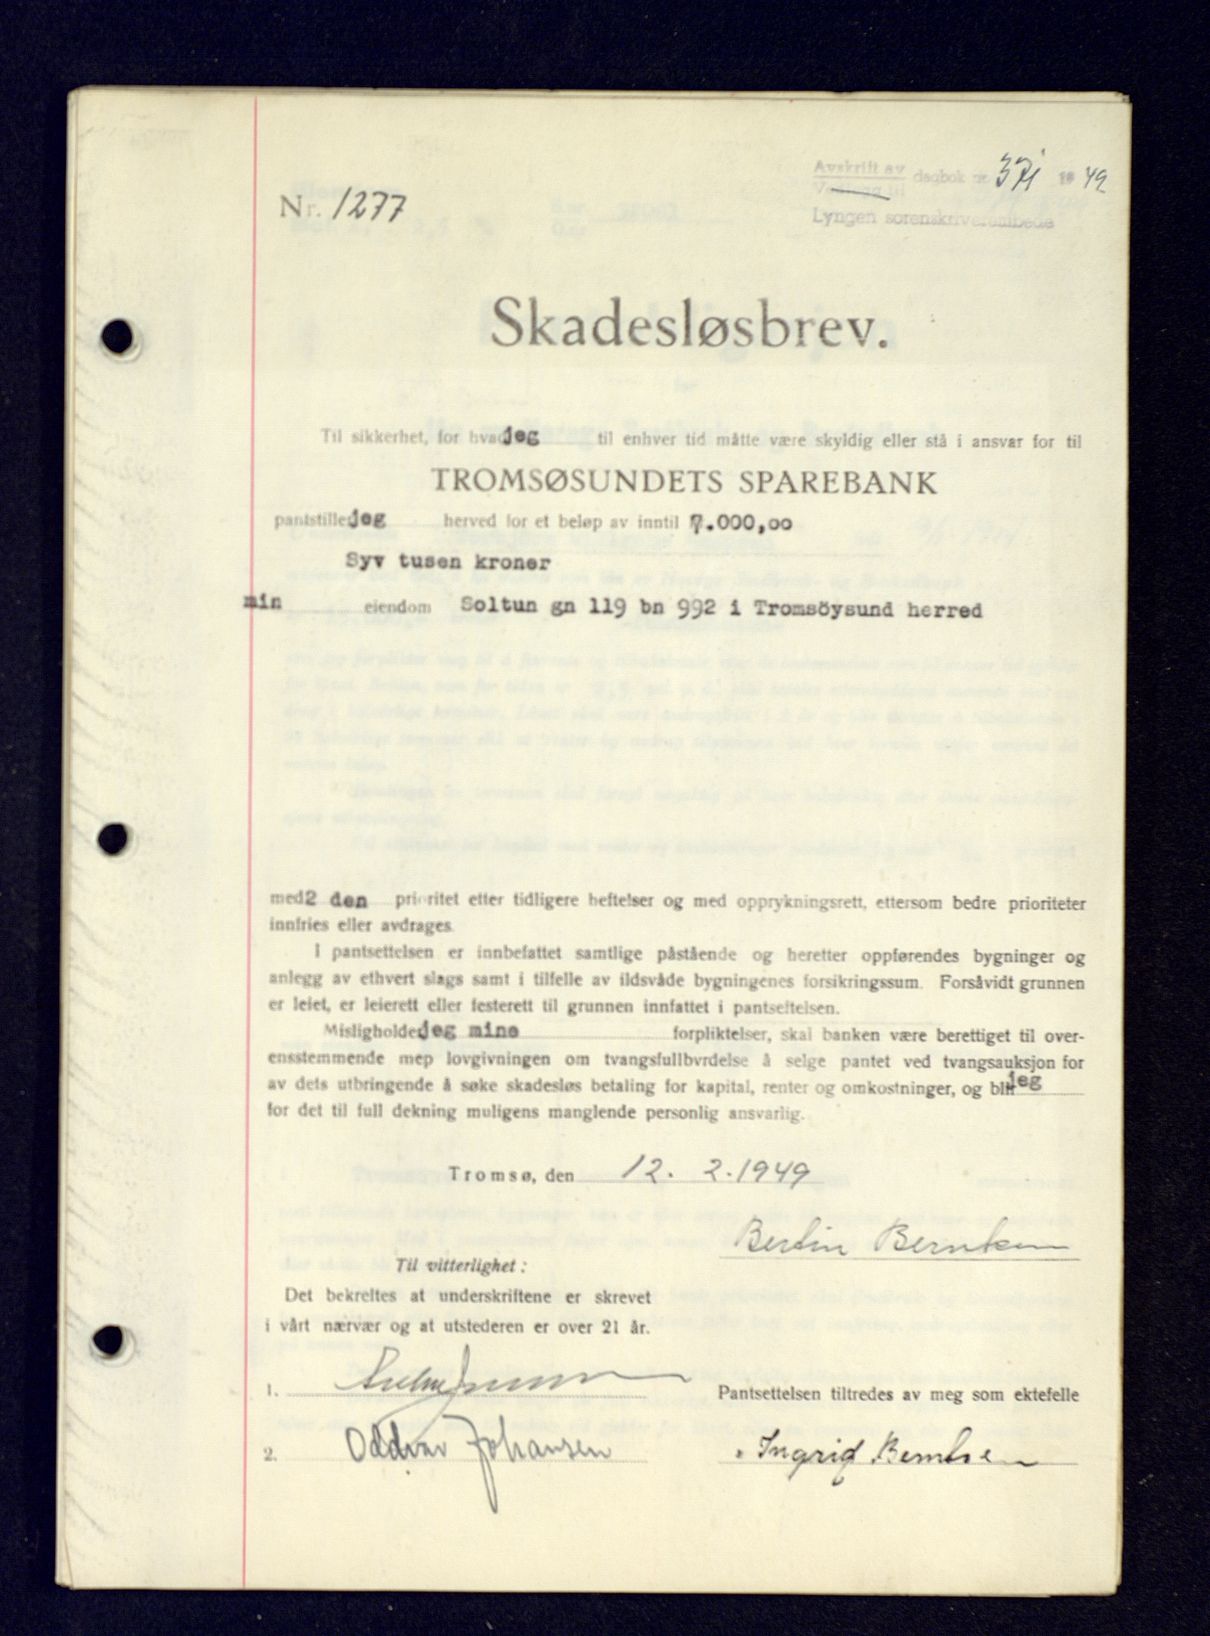 Avskrift av
dagbok nr 371 1949
Lyngen sorenskriverembede
Nr. 1277
Skadesløsbrev.
Til sikkerhet, for hva jeg til enhver tid måtte være skyldig eller stå i ansvar for til
TROMSØSUNDETS SPAREBANK
pantstiller jeg herved for et beløp av inntil 7.000,oo
Syv tusen kroner
min eiendom Soltun gn 119 bn 992 i Tromsöysund herred
med 2 den prioritet etter tidligere heftelser og med opprykningsrett, ettersom bedre prioriteter
innfries eller avdrages.
I pantsettelsen er innbefattet samtlige påstående og heretter oppførendes bygninger og
anlegg av ethvert slags samt i tilfelle av ildsvåde bygningenes forsikringssum. Forsåvidt grunnen
er leiet, er leierett eller festerett til grunnen innfattet i pantsettelsen.
Misligholder jeg mine forpliktelser, skal banken være berettiget til over-
ensstemmende mep lovgivningen om tvangsfullbvrdelse å selge pantet ved tvangsauksjon for
av dets utbringende å søke skadesløs betaling for kapital, renter og omkostninger, og blir jeg
for det til full dekning muligens manglende personlig ansvarlig.
Tromsø, den 12. 2. 1949
Bertin Berntsen
Til vitterlighet:
Det bekreftes at underskriftene er skrevet
i vårt nærvær og at utstederen er over 21 år.
1.
Pantsettelsen tiltredes av meg som ektefelle
2. Oddvar Johansen
Ingrid Berntsen